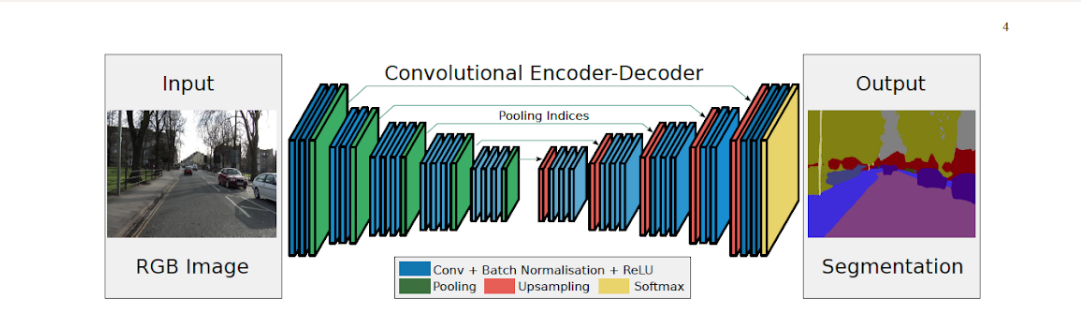 4
Input
RGB Image
Convolutional Encoder-Decoder
Pooling Indices
Conv + Batch Normalisation + ReLU
Pooling Upsampling Softmax
Output
Segmentation